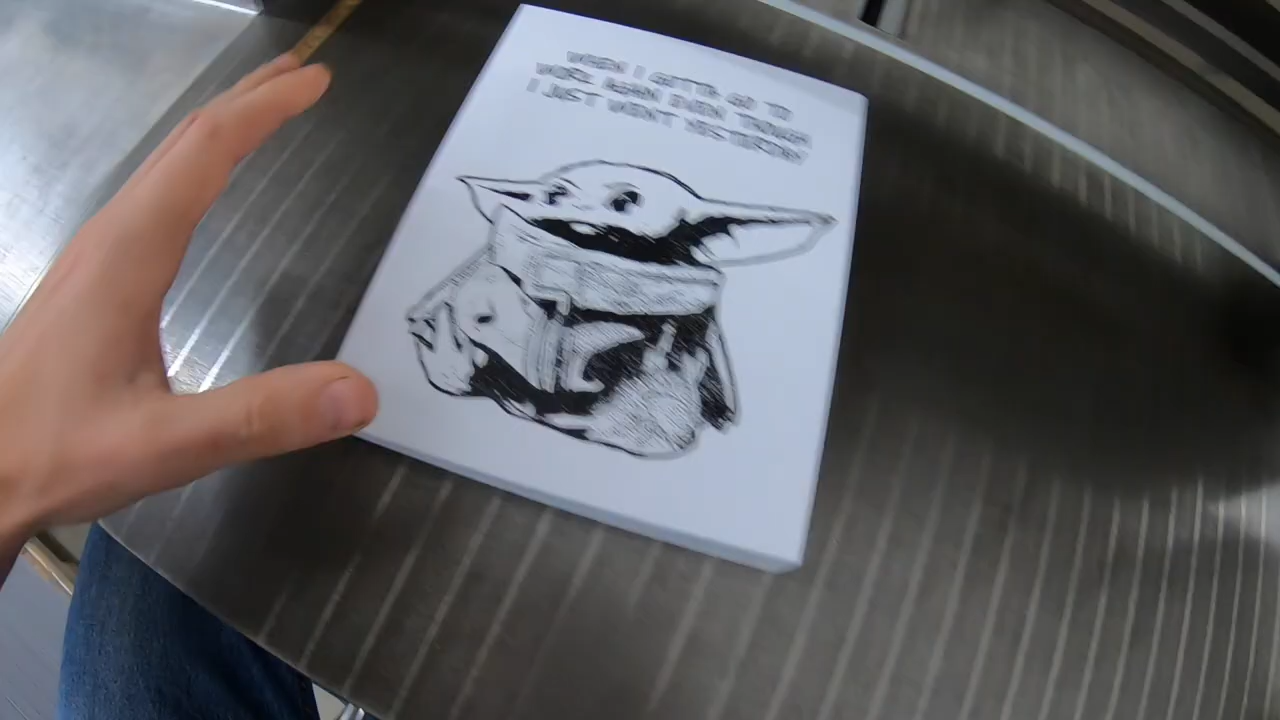 WHEN I GOTTA GO TO
WORK AGAIN EVEN THOUGH
I JUST WENT YESTERDAY